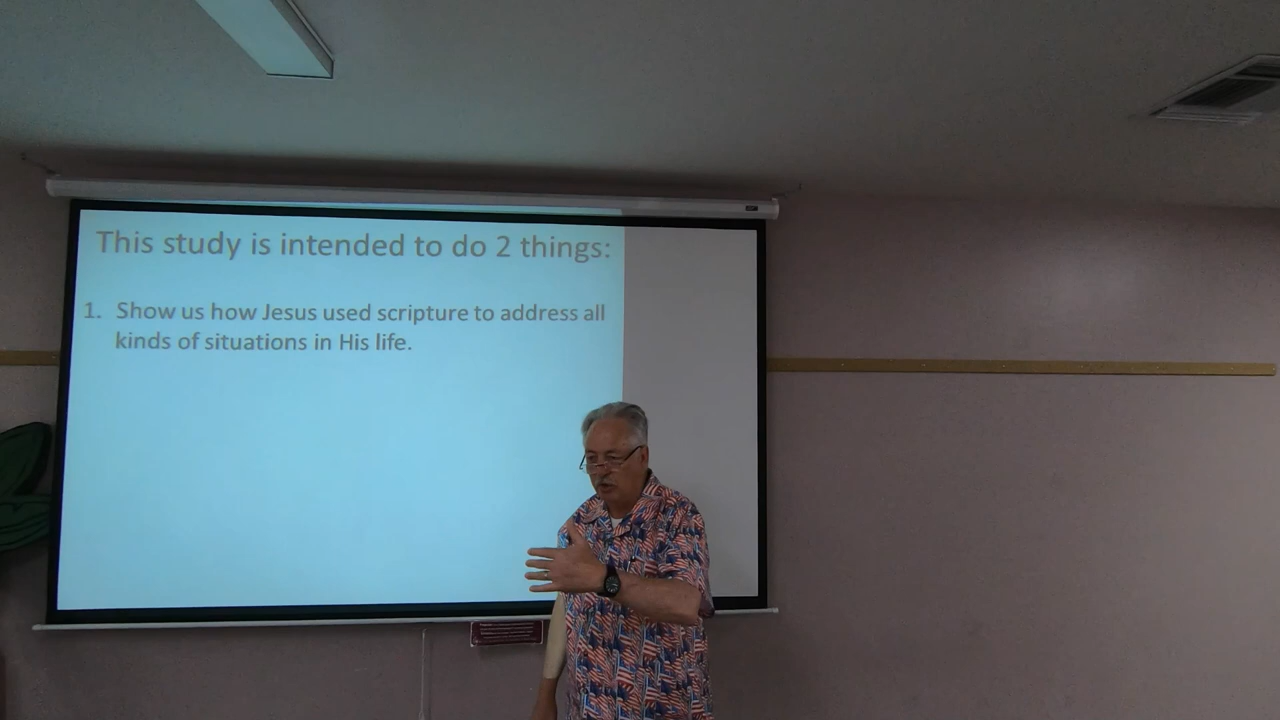 This study is intended to do 2 things:
1. Show us how Jesus used scripture to address all
kinds of situations in His life.